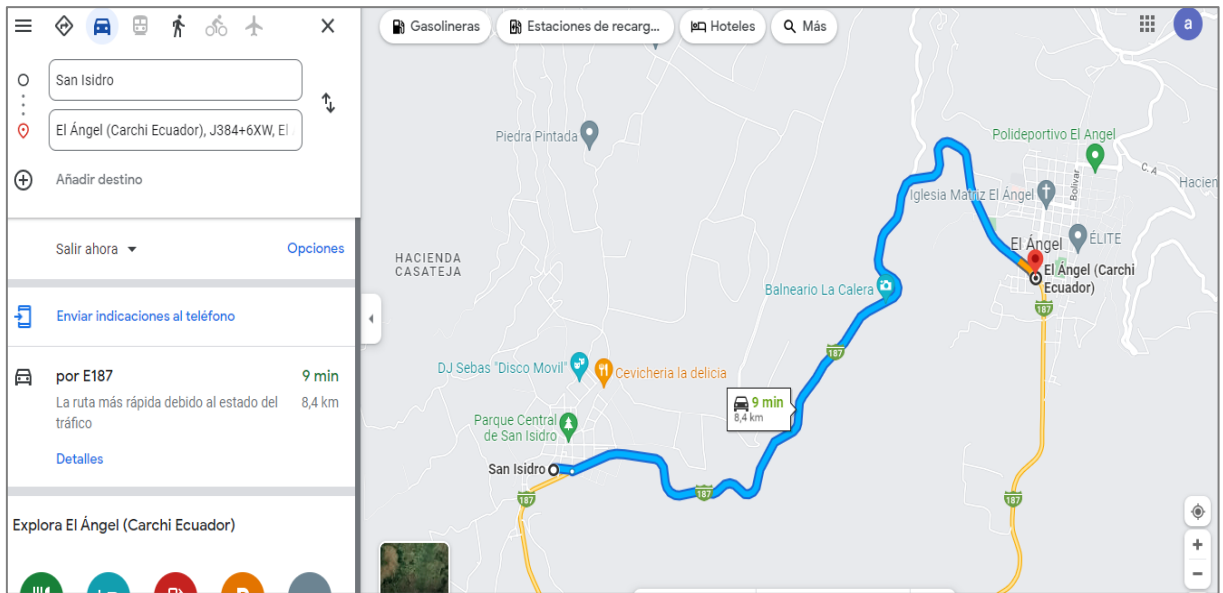 San Isidro
El Ángel (Carchi Ecuador), J384+6XW, El
Añadir destino
Salir ahora
Opciones
Enviar indicaciones al teléfono
por E187
9 min
La ruta más rápida debido al estado del
8,4 km
tráfico
Detalles
Explora El Ángel (Carchi Ecuador)
Gasolineras
Estaciones de recarg...
Hoteles
Más
a
Piedra Pintada
Polideportivo El Angel
C. A
Hacien
Bolivar
Iglesia Matriz El Ángel
El Ángel
ÉLITE
El Ángel (Carchi
Ecuador)
HACIENDA
CASATEJA
Balneario La Calera
187
187
DJ Sebas "Disco Movil"
Cevicheria la delicia
9 min
8,4 km
Parque Central
de San Isidro
San Isidro
187
187
187